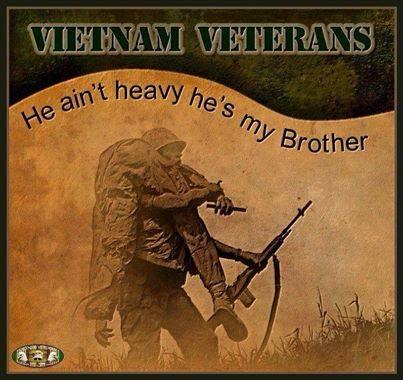 VIETNAM VETERANS
He ain't heavy he's my Brother